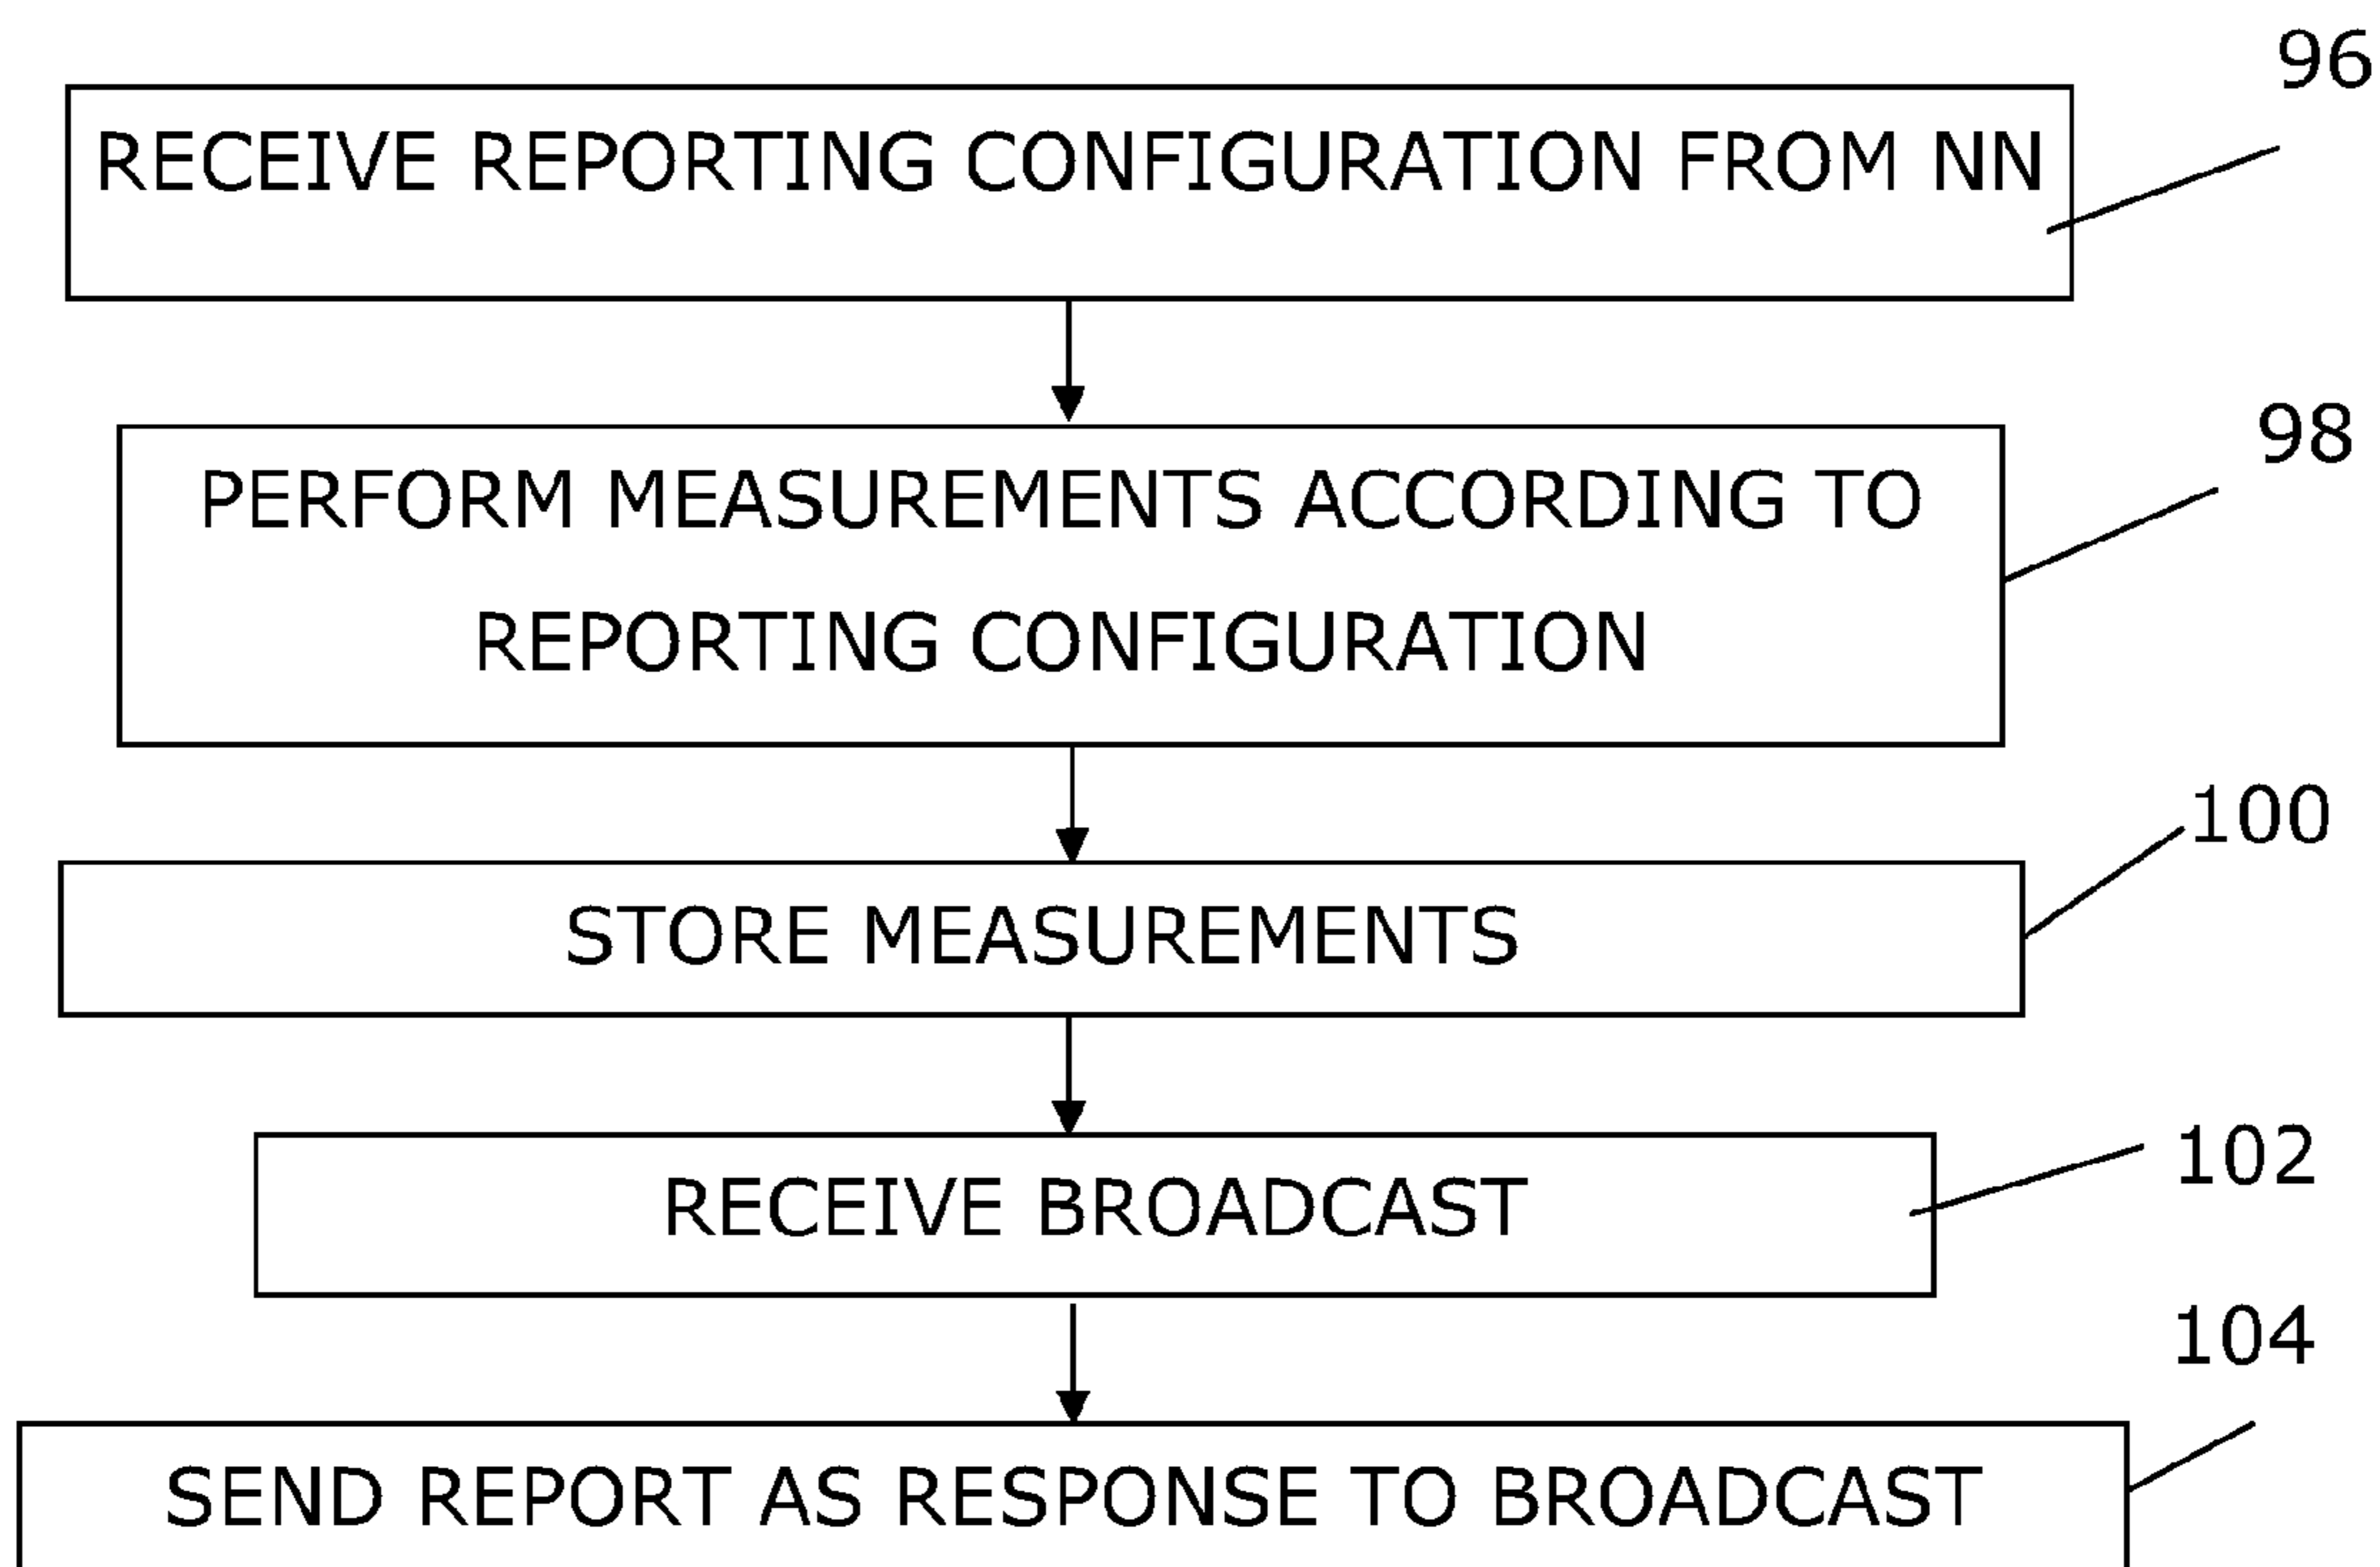 96
RECEIVE REPORTING CONFIGURATION FROM NN
98
PERFORM MEASUREMENTS ACCORDING TO
REPORTING CONFIGURATION
100
STORE MEASUREMENTS
102
RECEIVE BROADCAST
104
SEND REPORT AS RESPONSE TO BROADCAST